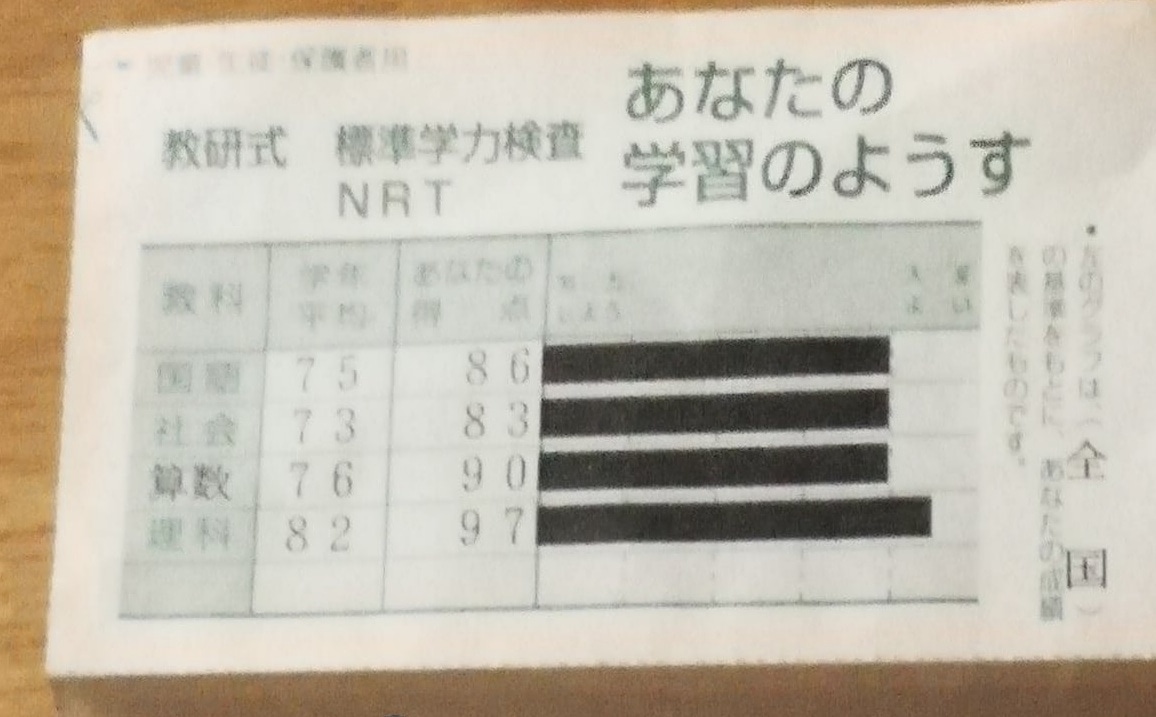 児童 生徒 保護者用
教研式 標準学力検査
NRT
あなたの
学習のようす
教科 学年平均 あなたの得点
国語 75 86
社会 73 83
算数 76 90
理科 82 97
左のグラフは、(全国)
の基準をもとに、あなたの成績
を表したものです。